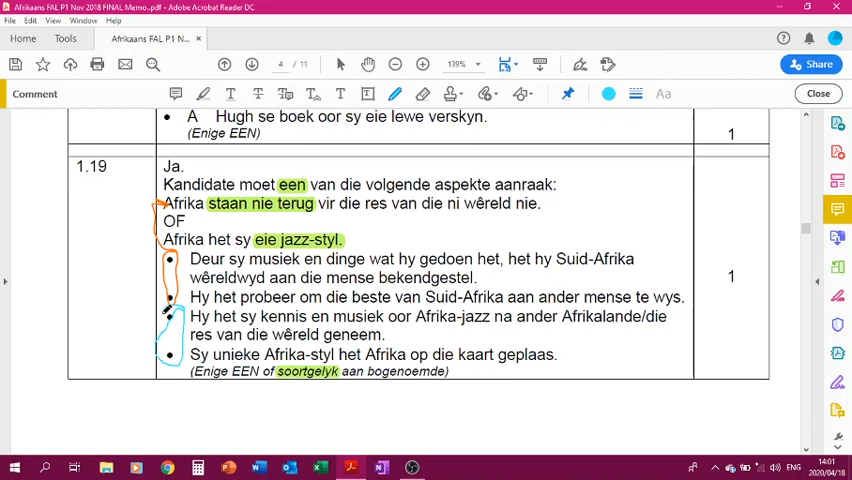 Afrikaans FAL P1 Nov 2018 FINAL Memo..pdf - Adobe Acrobat Reader DC
File Edit View Window Help
Home Tools Afrikaans FAL P1 N... ×
Share
4 / 11
139%
Comment
Aa
Close
• A Hugh se boek oor sy eie lewe verskyn.
(Enige EEN)
1
1.19
Ja.
Kandidate moet een van die volgende aspekte aanraak:
Afrika staan nie terug vir die res van die ni wêreld nie.
OF
Afrika het sy eie jazz-styl.
• Deur sy musiek en dinge wat hy gedoen het, het hy Suid-Afrika
wêreldwyd aan die mense bekendgestel.
1
• Hy het probeer om die beste van Suid-Afrika aan ander mense te wys.
• Hy het sy kennis en musiek oor Afrika-jazz na ander Afrikalande/die
res van die wêreld geneem.
• Sy unieke Afrika-styl het Afrika op die kaart geplaas.
(Enige EEN of soortgelyk aan bogenoemde)
ENG
14:01
2020/04/18